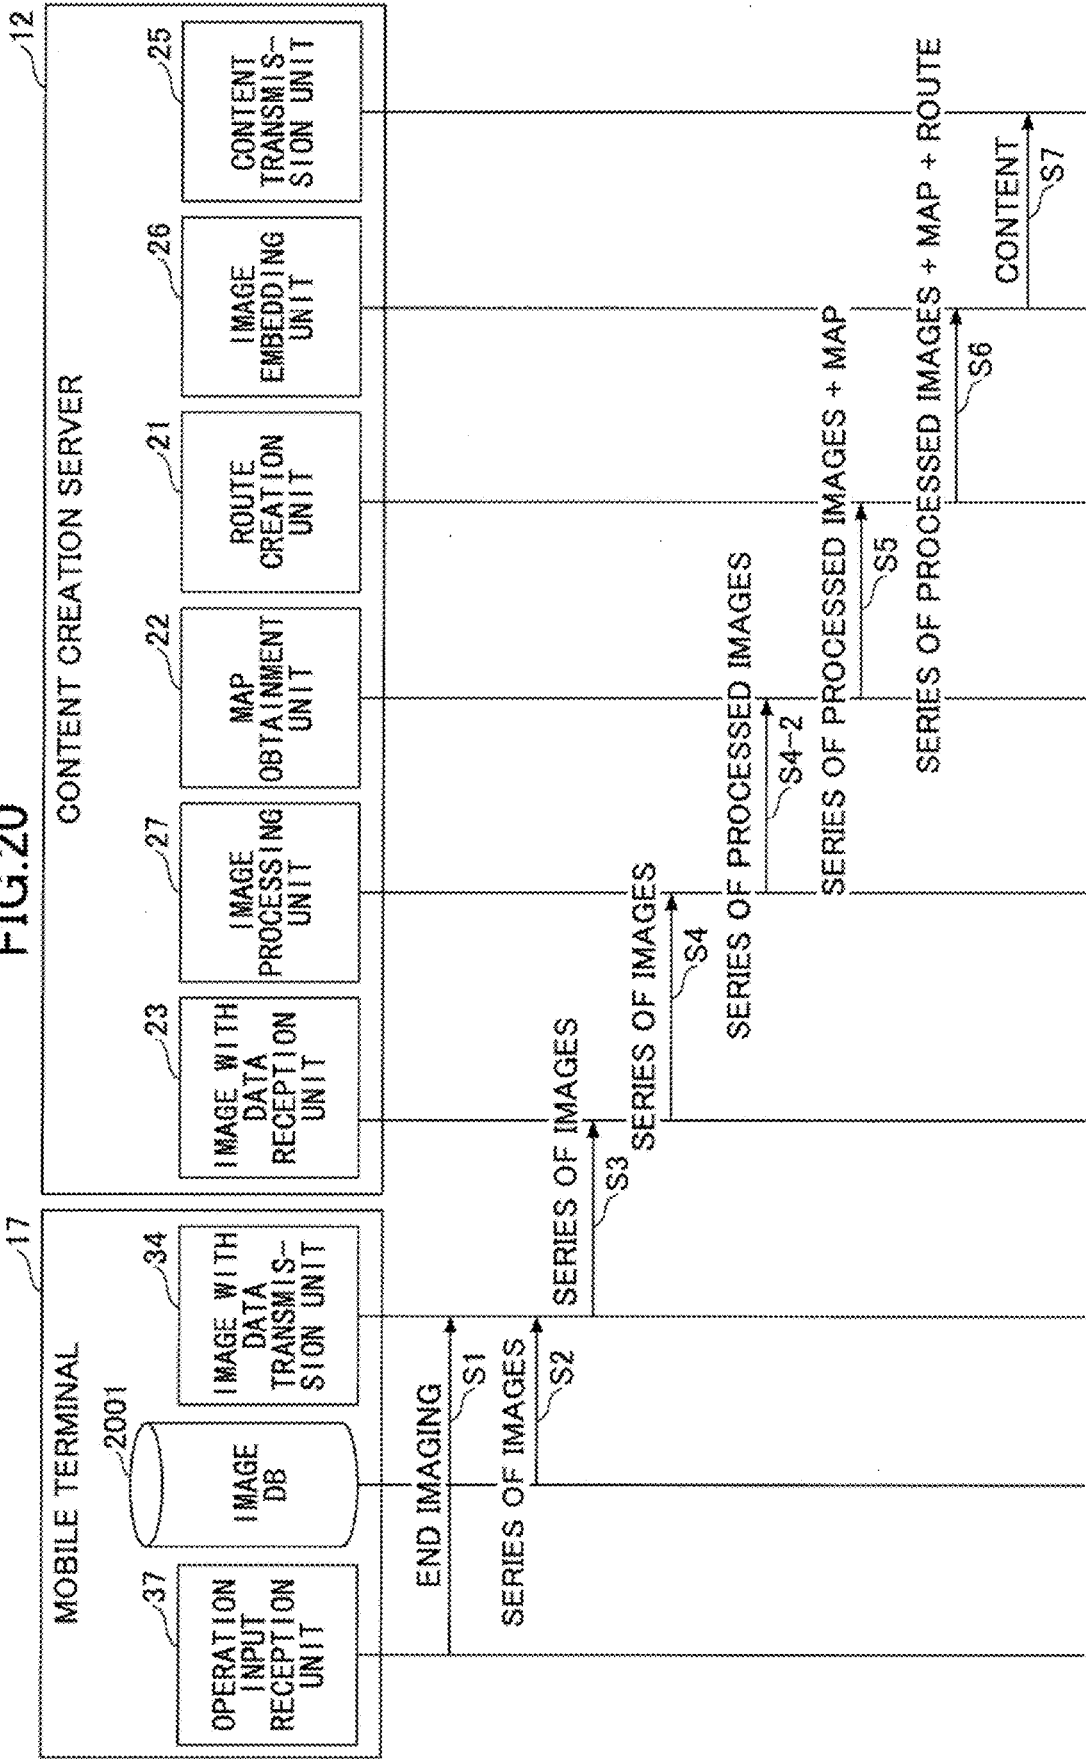 FIG.20
MOBILE TERMINAL
17
OPERATION
INPUT
RECEPTION
UNIT
37
IMAGE
DB
2001
IMAGE WITH
DATA
TRANSMIS-
SION UNIT
34
CONTENT CREATION SERVER
12
IMAGE WITH
DATA
RECEPTION
UNIT
23
IMAGE
PROCESSING
UNIT
27
MAP
OBTAINMENT
UNIT
22
ROUTE
CREATION
UNIT
21
IMAGE
EMBEDDING
UNIT
26
CONTENT
TRANSMIS-
SION UNIT
25
END IMAGING
S1
SERIES OF IMAGES
S2
SERIES OF IMAGES
S3
SERIES OF IMAGES
S4
SERIES OF PROCESSED IMAGES
S4-2
SERIES OF PROCESSED IMAGES + MAP
S5
SERIES OF PROCESSED IMAGES + MAP + ROUTE
S6
CONTENT
S7